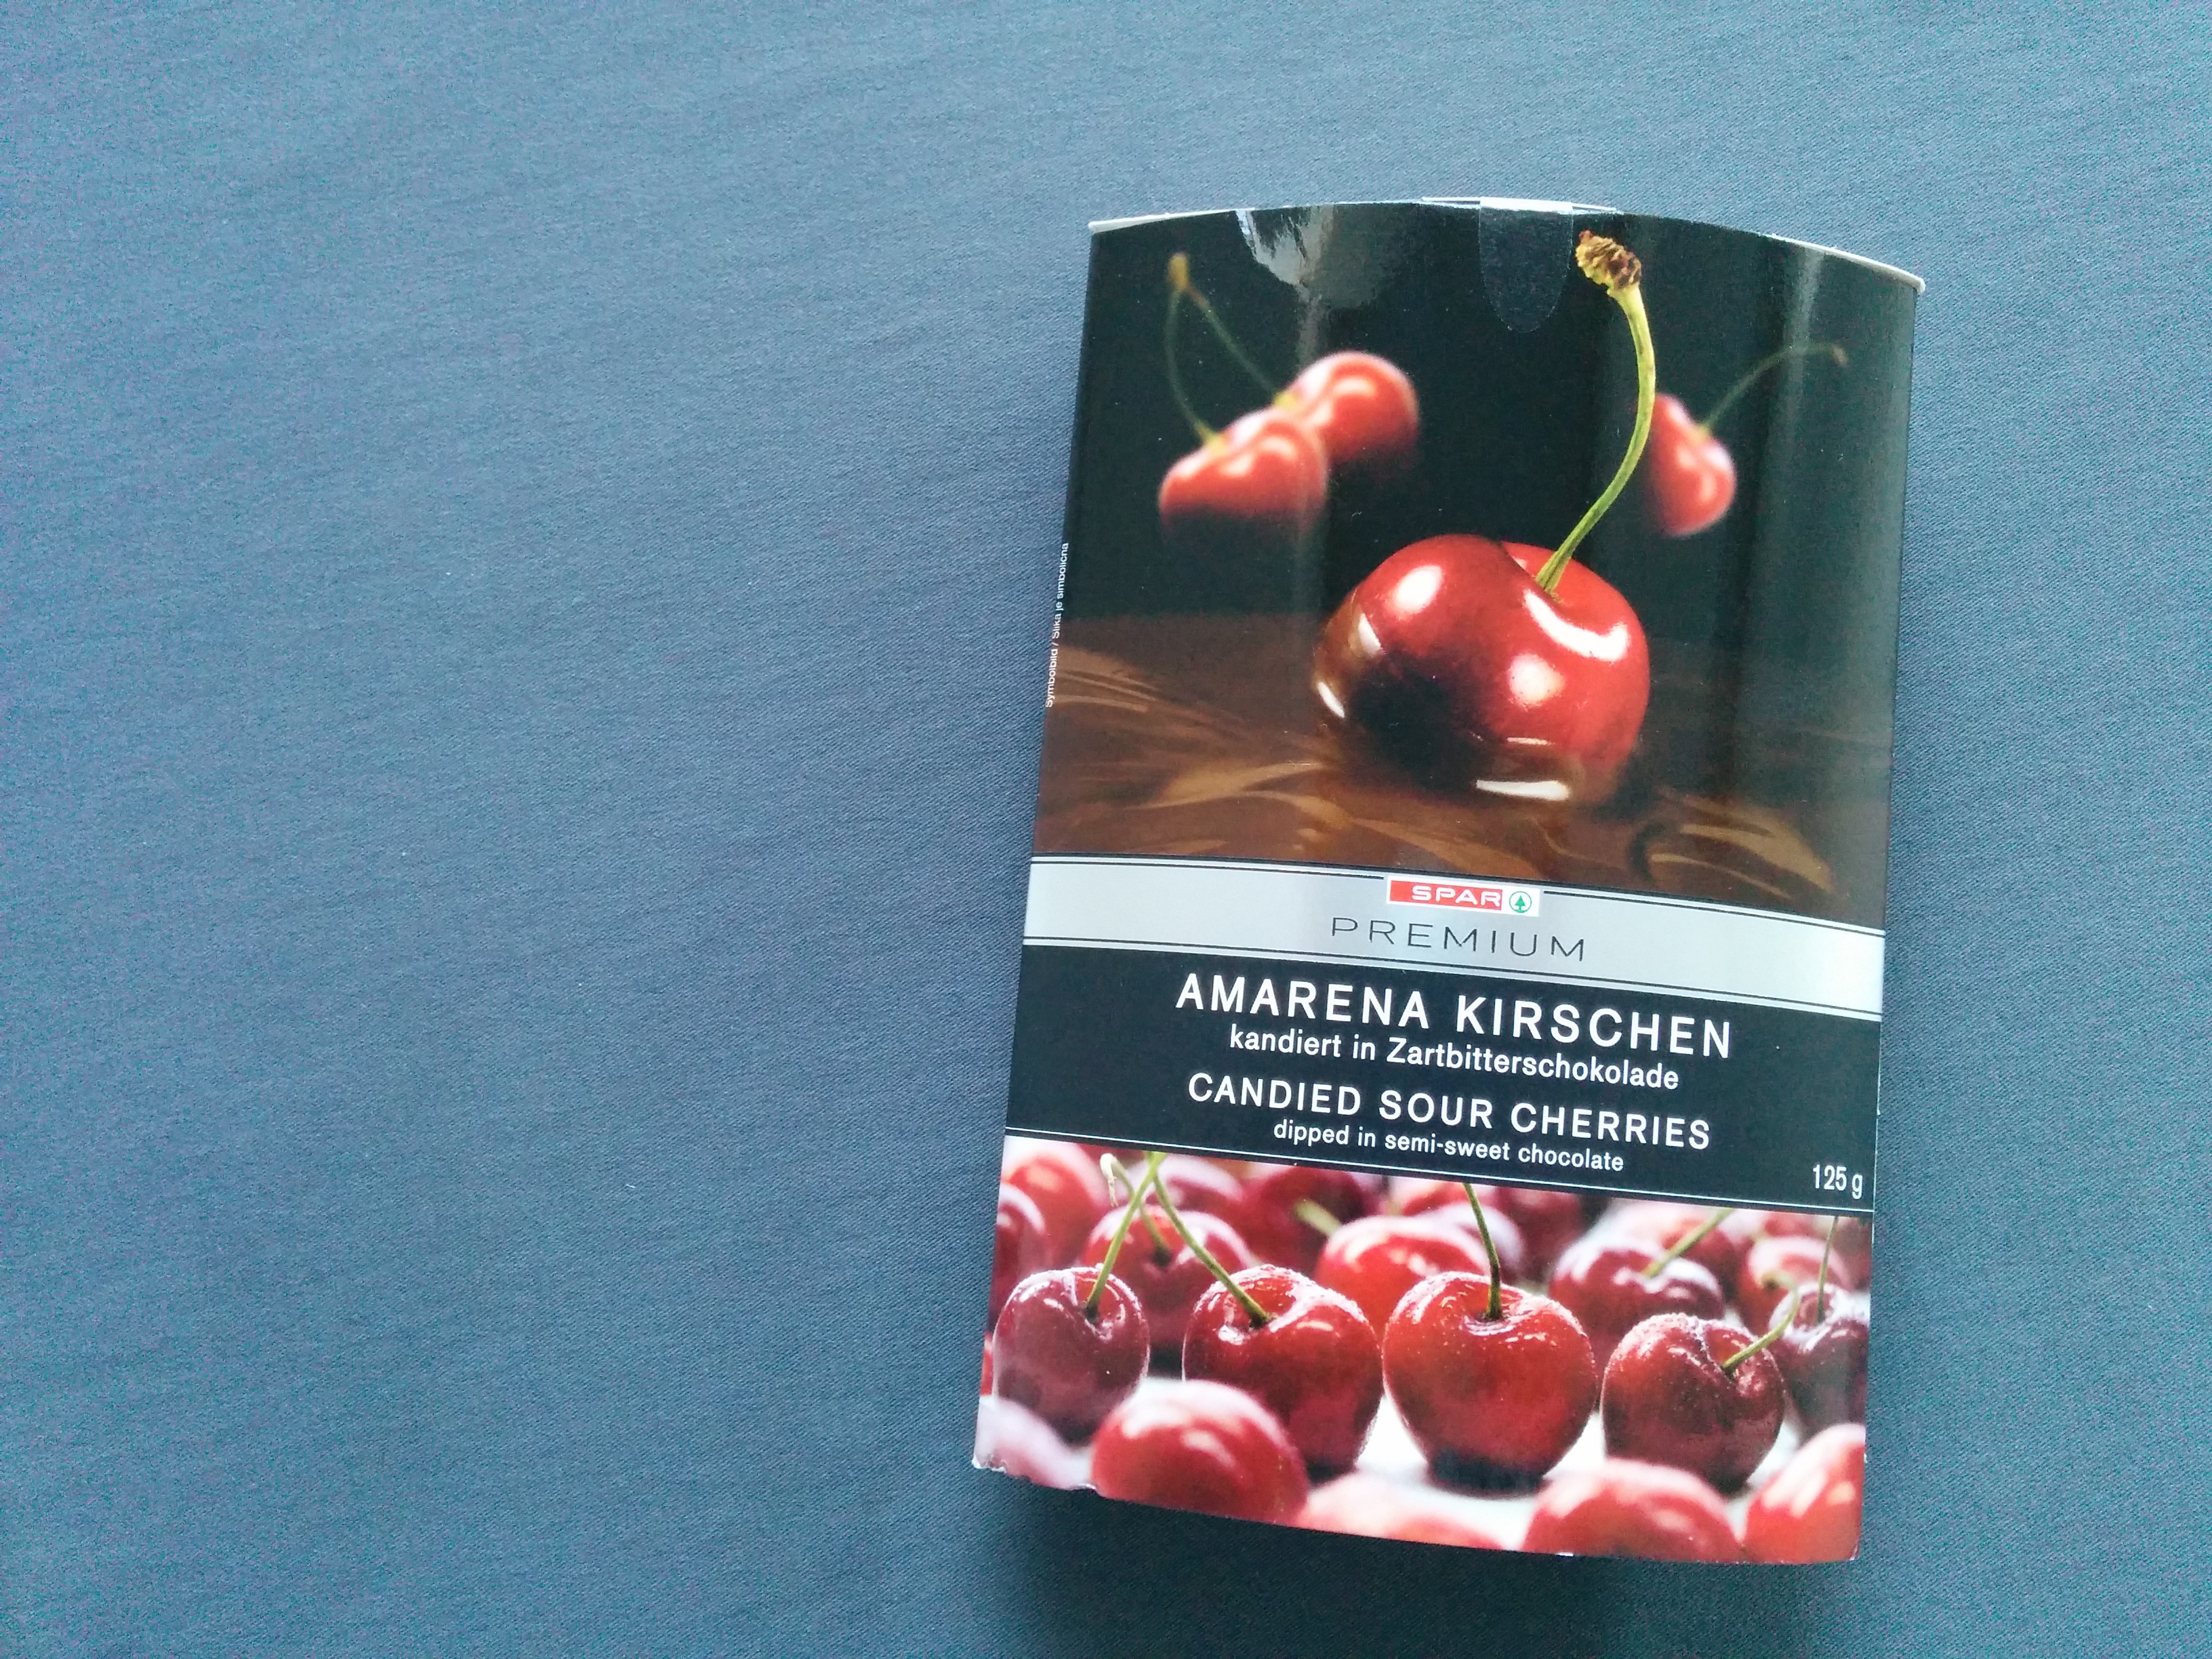 Symbolbild / Slika je simbolična
SPAR
PREMIUM
AMARENA KIRSCHEN
kandiert in Zartbitterschokolade
CANDIED SOUR CHERRIES
dipped in semi-sweet chocolate
125 g